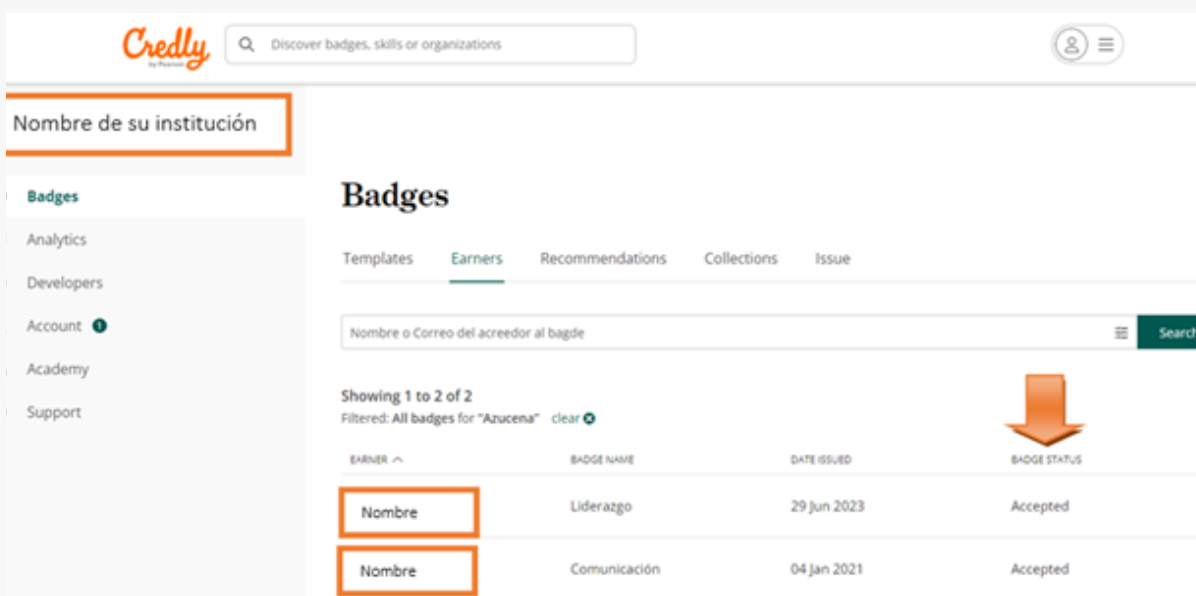 Credly
by Pearson
Discover badges, skills or organizations
Nombre de su institución
Badges
Analytics
Developers
Account 1
Academy
Support
Badges
Templates Earners Recommendations Collections Issue
Nombre o Correo del acreedor al bagde
Search
Showing 1 to 2 of 2
Filtered: All badges for "Azucena" clear
EARNER BADGE NAME DATE ISSUED BADGE STATUS
Nombre Liderazgo 29 Jun 2023 Accepted
Nombre Comunicación 04 Jan 2021 Accepted